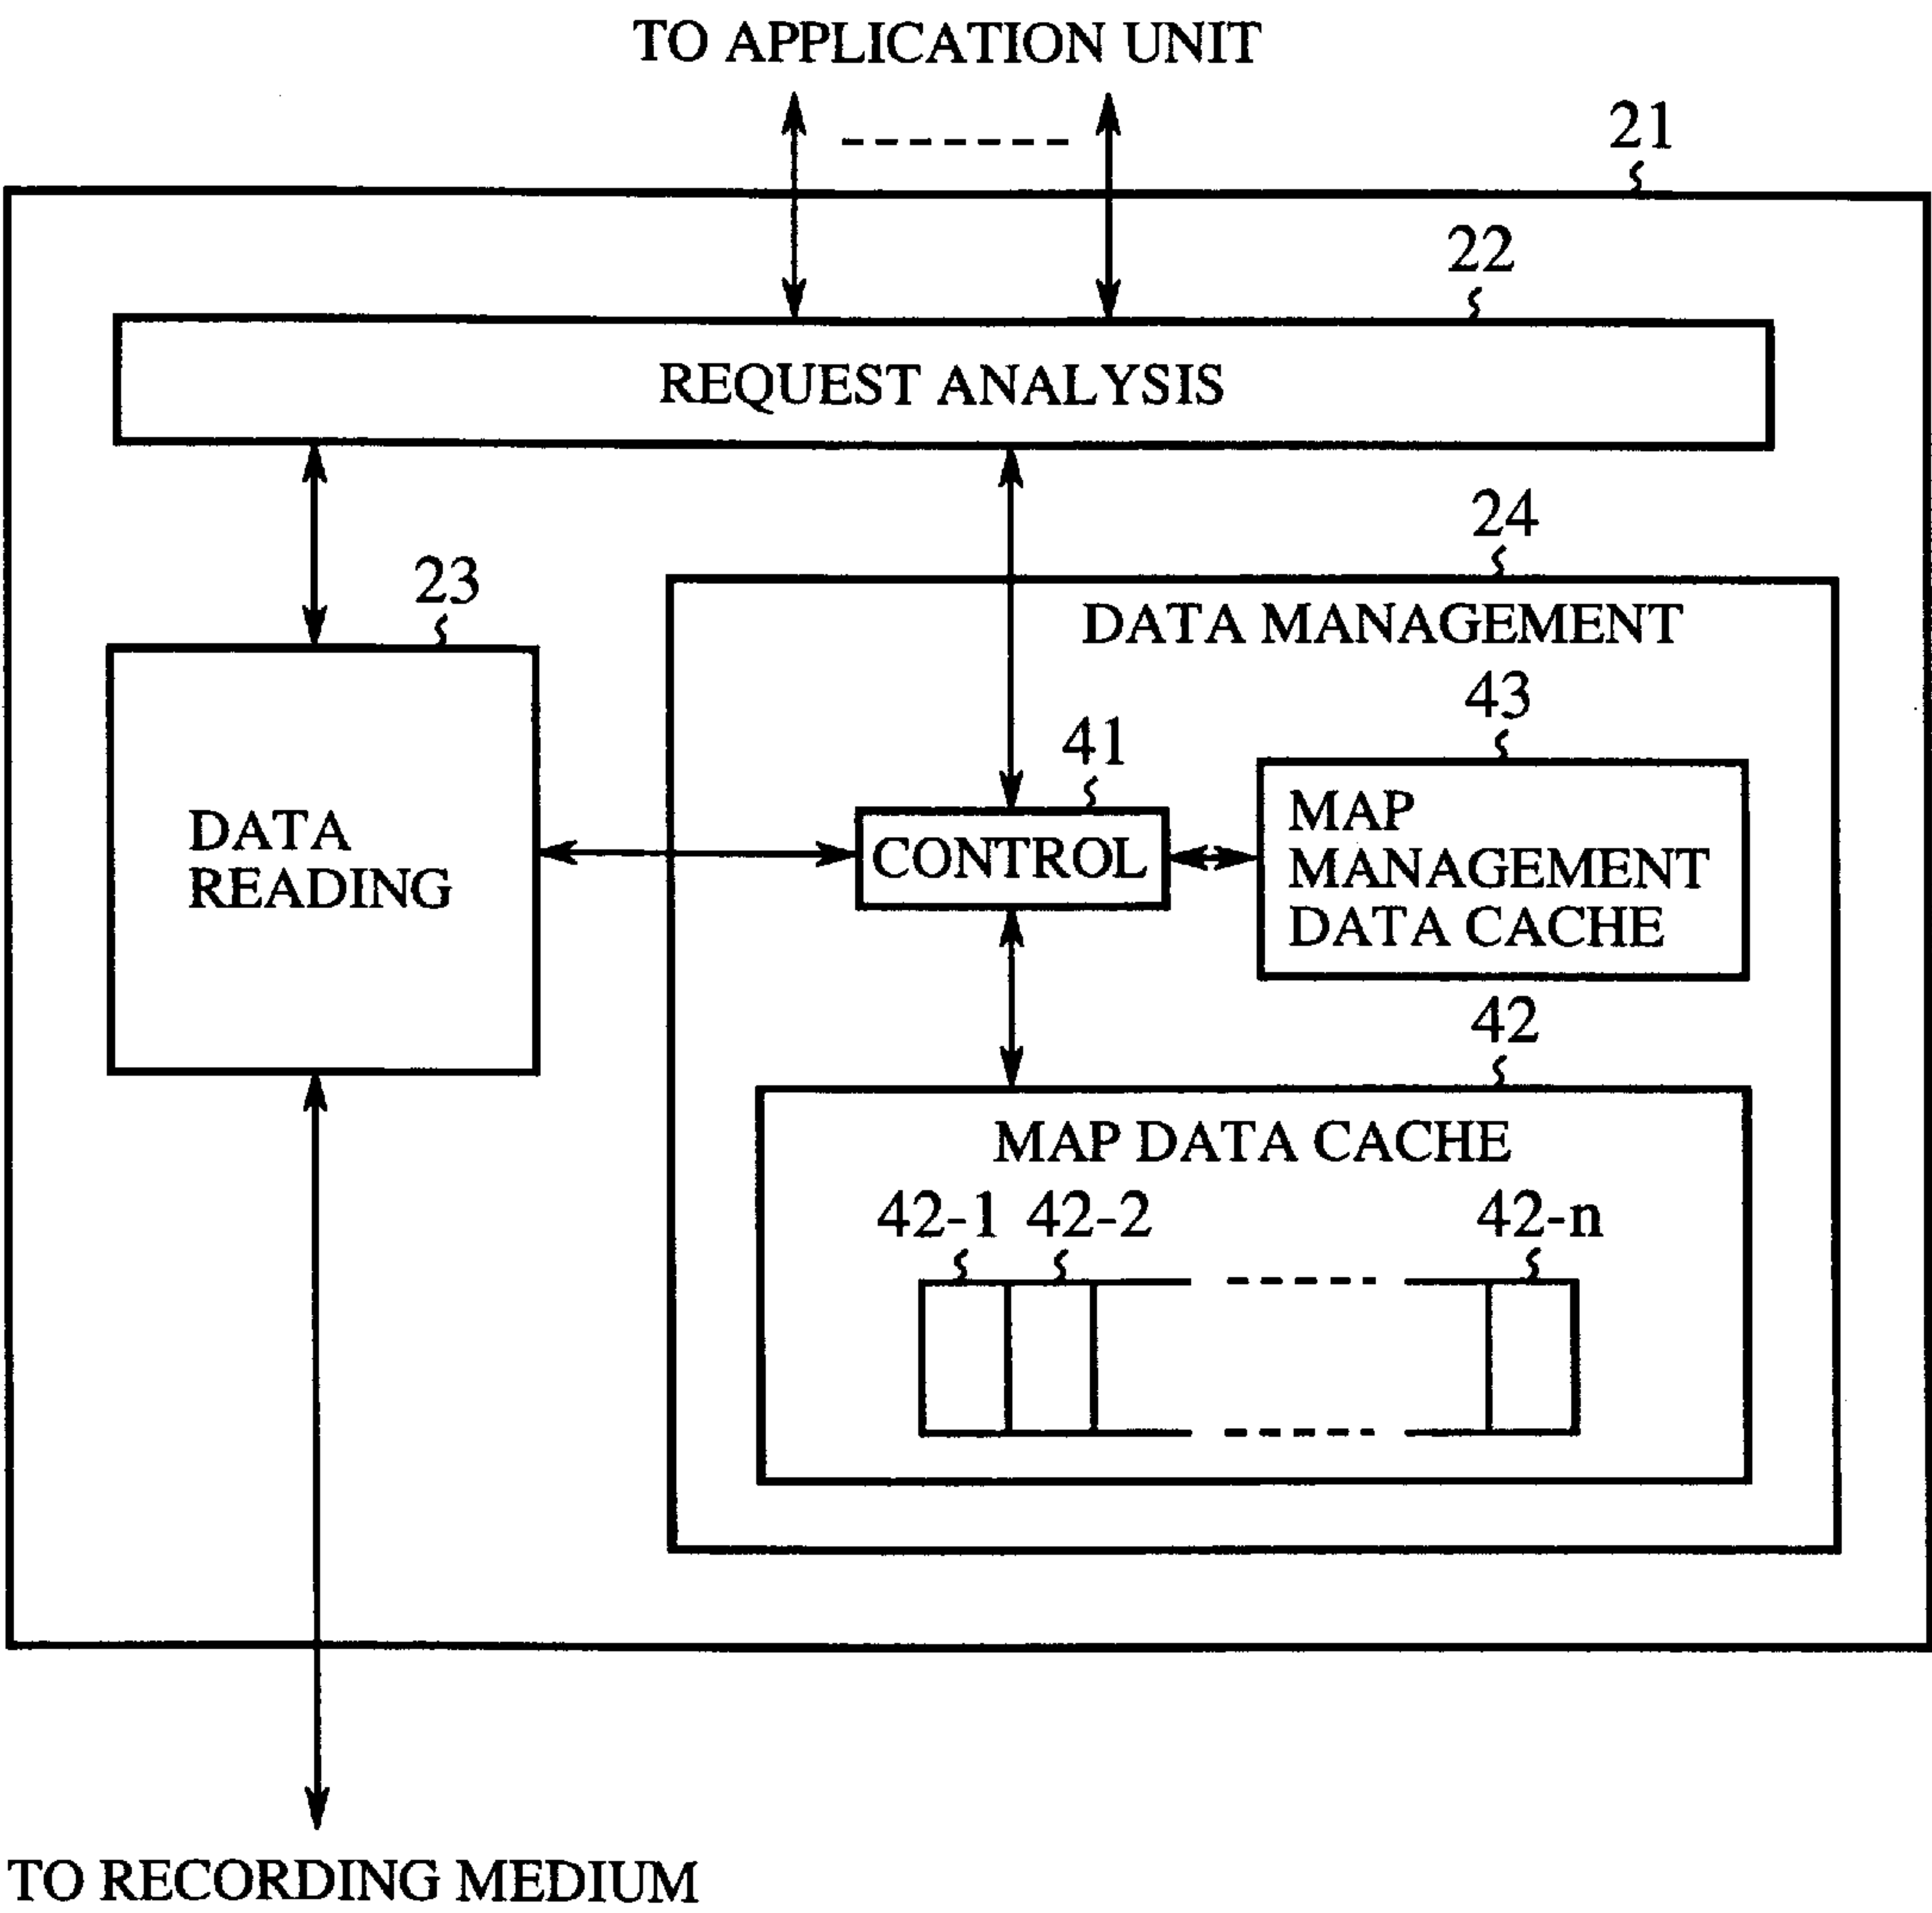 TO APPLICATION UNIT
21
22
REQUEST ANALYSIS
24
23
DATA MANAGEMENT
43
41
DATA
READING
CONTROL
MAP
MANAGEMENT
DATA CACHE
42
MAP DATA CACHE
42-1 42-2 42-n
TO RECORDING MEDIUM